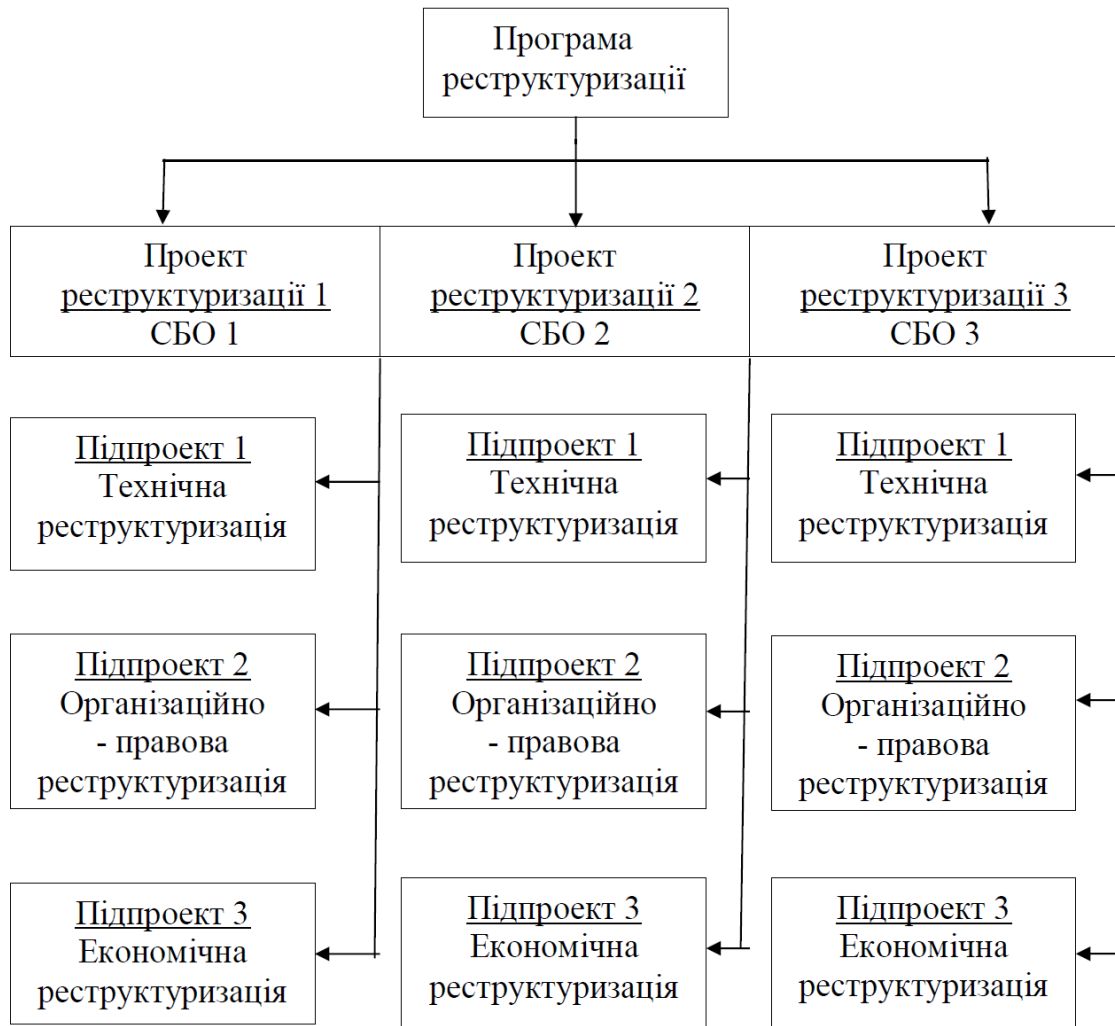 Програма
реструктуризації
Проект
реструктуризації 1
СБО 1
Проект
реструктуризації 2
СБО 2
Проект
реструктуризації 3
СБО 3
Підпроект 1
Технічна
реструктуризація
Підпроект 1
Технічна
реструктуризація
Підпроект 1
Технічна
реструктуризація
Підпроект 2
Організаційно
- правова
реструктуризація
Підпроект 2
Організаційно
- правова
реструктуризація
Підпроект 2
Організаційно
- правова
реструктуризація
Підпроект 3
Економічна
реструктуризація
Підпроект 3
Економічна
реструктуризація
Підпроект 3
Економічна
реструктуризація